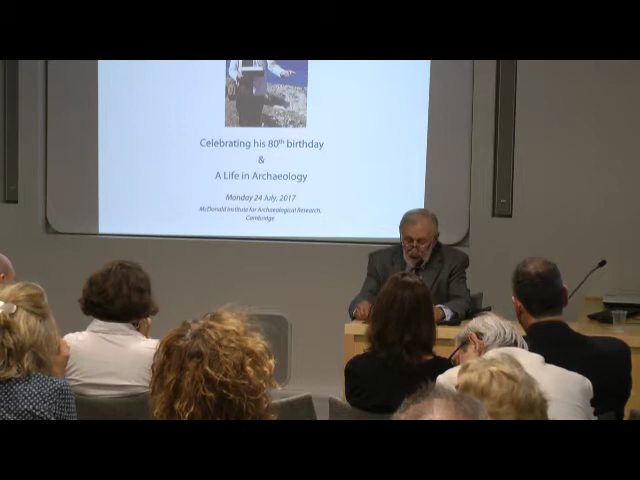 Celebrating his 80th birthday
&
A Life in Archaeology
Monday 24 July, 2017
McDonald Institute for Archaeological Research,
Cambridge